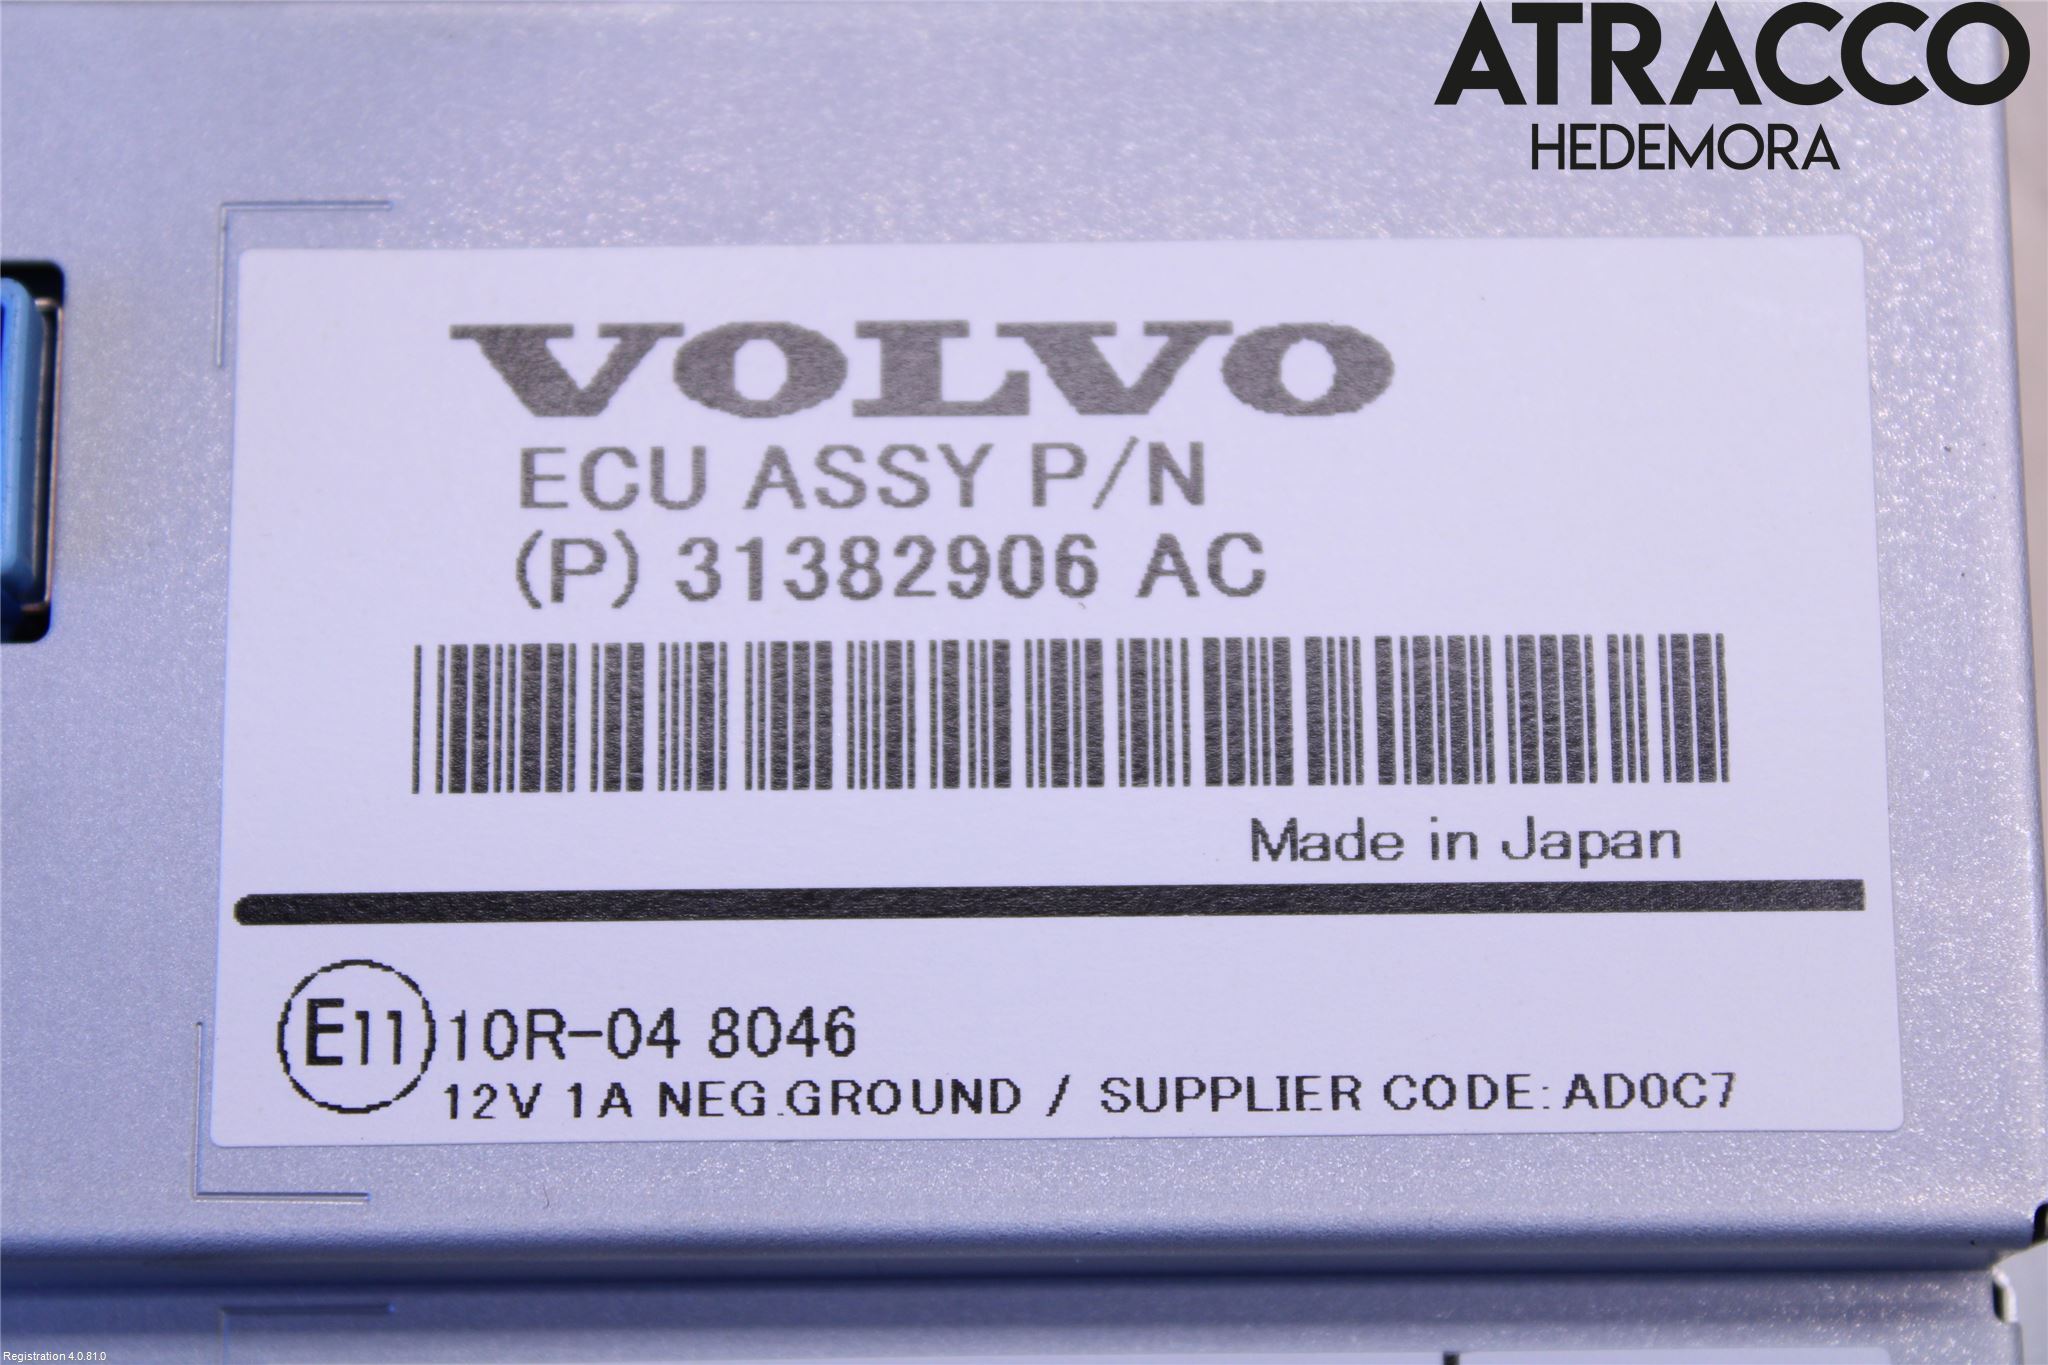 ATRACCO
HEDEMORA
VOLVO
ECU ASSY P/N
(P) 31382906 AC
Made in Japan
E11 10R-04 8046
12V 1A NEG.GROUND / SUPPLIER CODE:AD0C7
Registration 4.0.81.0